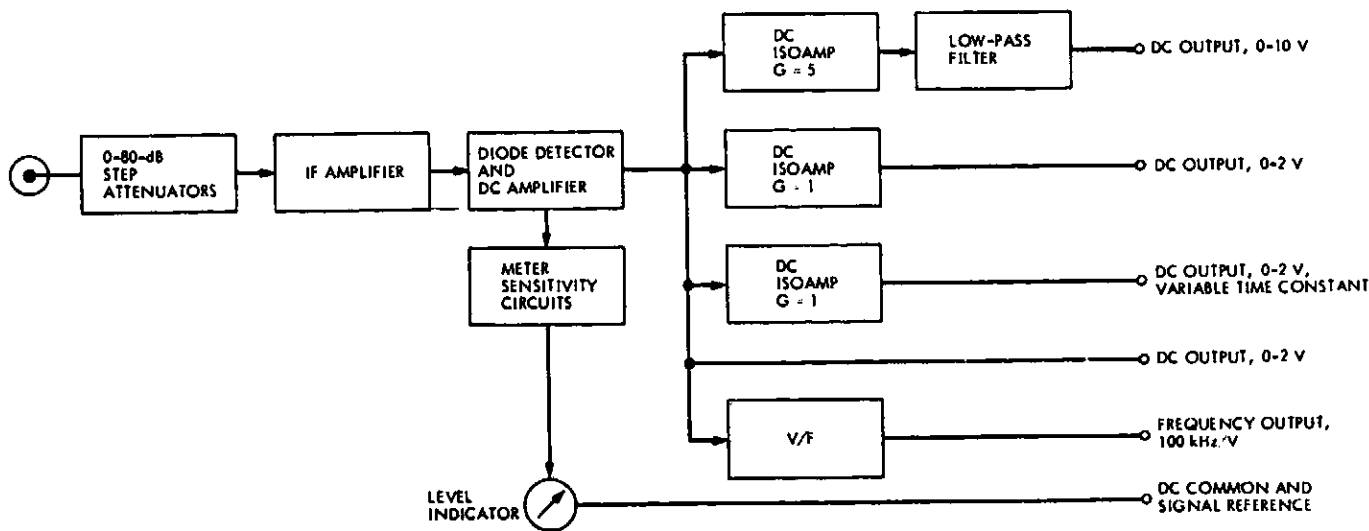 DC
ISOAMP
G = 5
LOW-PASS
FILTER
DC OUTPUT, 0-10 V
0-80-dB
STEP
ATTENUATORS
IF AMPLIFIER
DIODE DETECTOR
AND
DC AMPLIFIER
DC
ISOAMP
G = 1
DC OUTPUT, 0-2 V
METER
SENSITIVITY
CIRCUITS
DC
ISOAMP
G = 1
DC OUTPUT, 0-2 V,
VARIABLE TIME CONSTANT
DC OUTPUT, 0-2 V
V/F
FREQUENCY OUTPUT,
100 kHz/V
LEVEL
INDICATOR
DC COMMON AND
SIGNAL REFERENCE